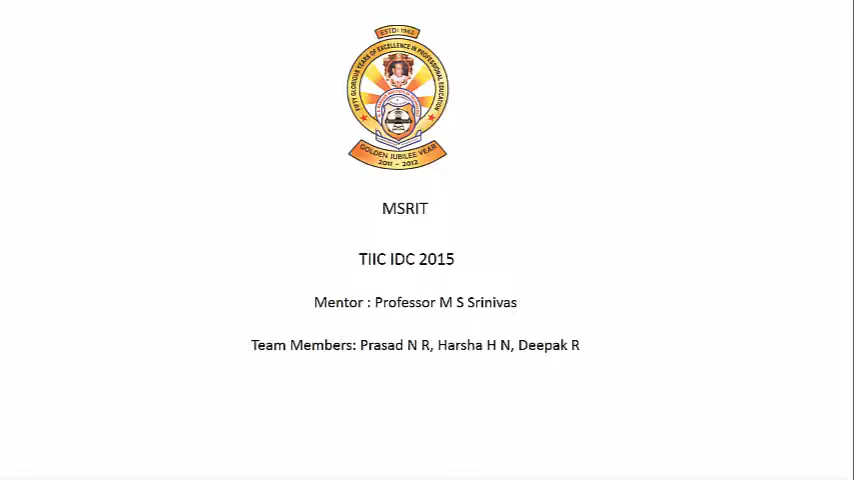 ESTD: 1962
FIFTY GLORIOUS YEARS OF EXCELLENCE IN PROFESSIONAL EDUCATION
GOLDEN JUBILEE YEAR
2011 - 2012
MSRIT
TIIC IDC 2015
Mentor : Professor M S Srinivas
Team Members: Prasad N R, Harsha H N, Deepak R